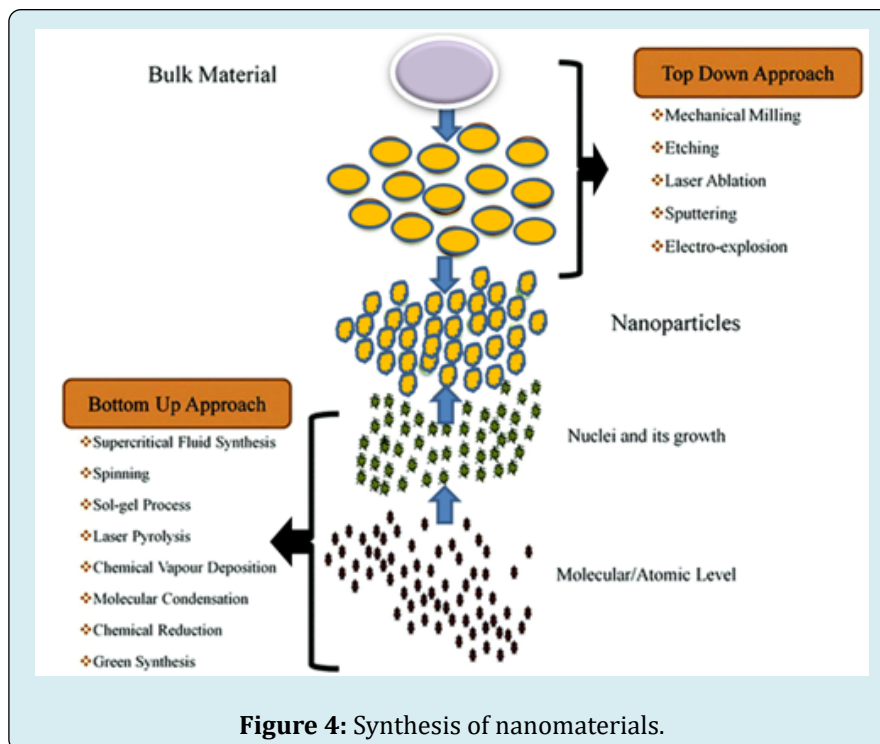 Bulk Material
Top Down Approach
❖Mechanical Milling
❖Etching
❖Laser Ablation
❖Sputtering
❖Electro-explosion
Nanoparticles
Bottom Up Approach
❖Supercritical Fluid Synthesis
❖Spinning
❖Sol-gel Process
❖Laser Pyrolysis
❖Chemical Vapour Deposition
❖Molecular Condensation
❖Chemical Reduction
❖Green Synthesis
Nuclei and its growth
Molecular/Atomic Level
Figure 4: Synthesis of nanomaterials.